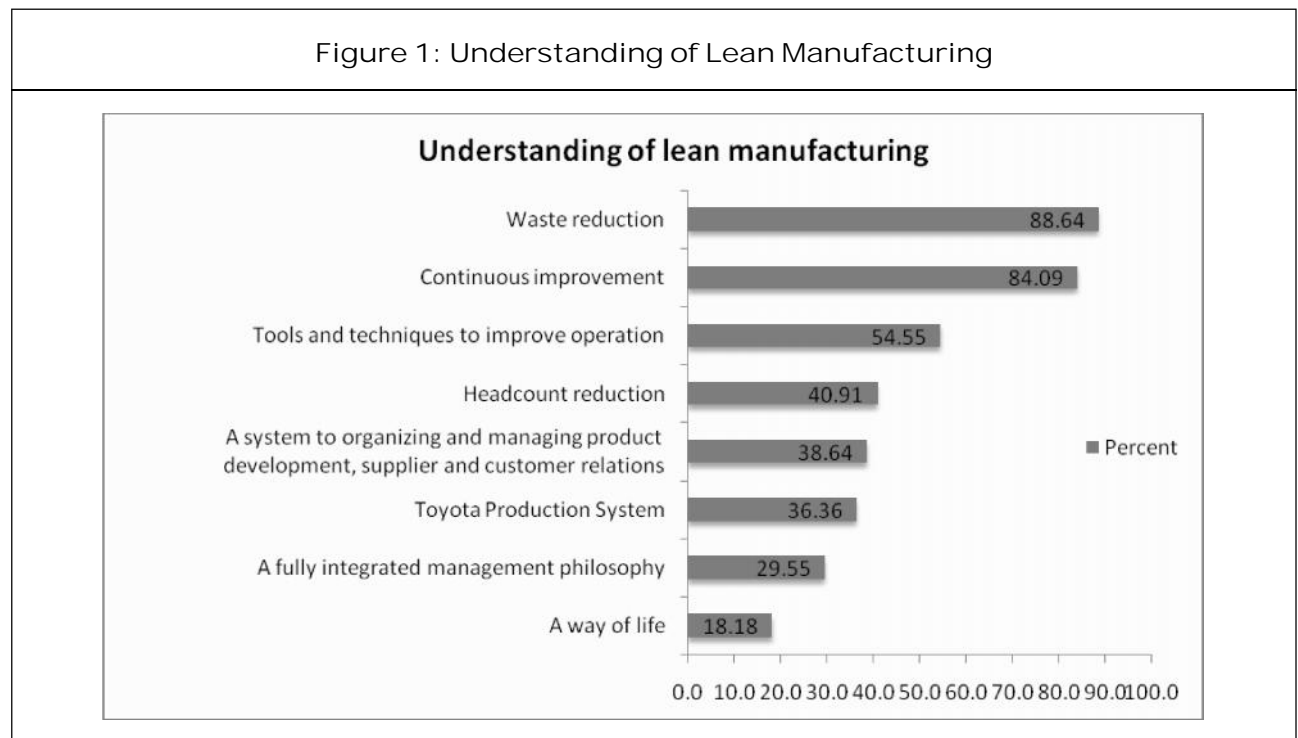 Figure 1: Understanding of Lean Manufacturing
Understanding of lean manufacturing
Waste reduction 88.64
Continuous improvement 84.09
Tools and techniques to improve operation 54.55
Headcount reduction 40.91
A system to organizing and managing product
development, supplier and customer relations 38.64
Percent
Toyota Production System 36.36
A fully integrated management philosophy 29.55
A way of life 18.18
0.0 10.0 20.0 30.0 40.0 50.0 60.0 70.0 80.0 90.0 100.0